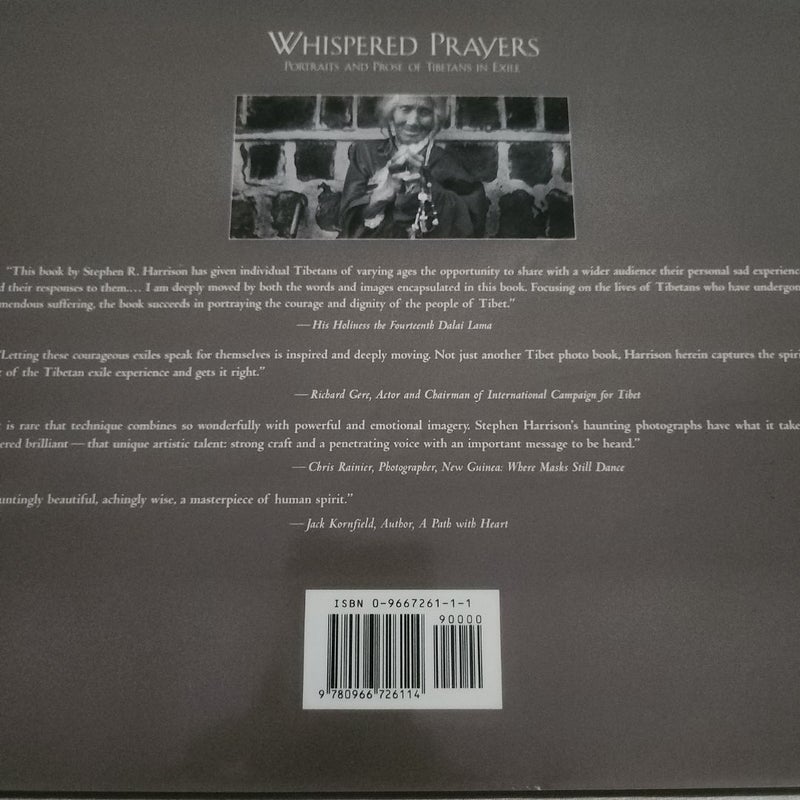 WHISPERED PRAYERS
PORTRAITS AND PROSE OF TIBETANS IN EXILE
"This book by Stephen R. Harrison has given individual Tibetans of varying ages the opportunity to share with a wider audience their personal sad experienc
d their responses to them.... I am deeply moved by both the words and images encapsulated in this book. Focusing on the lives of Tibetans who have undergon
mendous suffering, the book succeeds in portraying the courage and dignity of the people of Tibet."
— His Holiness the Fourteenth Dalai Lama
"Letting these courageous exiles speak for themselves is inspired and deeply moving. Not just another Tibet photo book, Harrison herein captures the spiri
t of the Tibetan exile experience and gets it right."
— Richard Gere, Actor and Chairman of International Campaign for Tibet
t is rare that technique combines so wonderfully with powerful and emotional imagery. Stephen Harrison's haunting photographs have what it take
ered brilliant — that unique artistic talent: strong craft and a penetrating voice with an important message to be heard."
— Chris Rainier, Photographer, New Guinea: Where Masks Still Dance
untingly beautiful, achingly wise, a masterpiece of human spirit."
— Jack Kornfield, Author, A Path with Heart
ISBN 0-9667261-1-1
90000
9 780966 726114